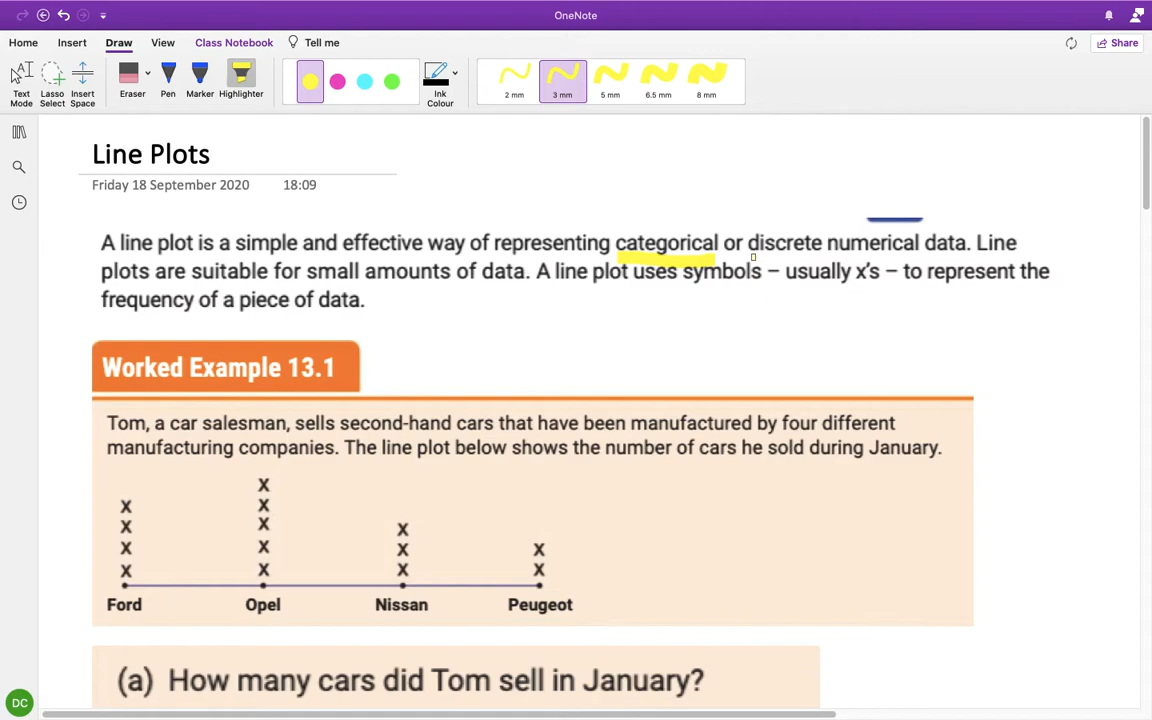 OneNote
Home Insert Draw View Class Notebook Tell me
Share
Text Mode
Lasso Select
Insert Space
Eraser
Pen
Marker
Highlighter
Ink Colour
2 mm
3 mm
5 mm
6.5 mm
8 mm
Line Plots
Friday 18 September 2020 18:09
A line plot is a simple and effective way of representing categorical or discrete numerical data. Line
plots are suitable for small amounts of data. A line plot uses symbols – usually x’s – to represent the
frequency of a piece of data.
Worked Example 13.1
Tom, a car salesman, sells second-hand cars that have been manufactured by four different
manufacturing companies. The line plot below shows the number of cars he sold during January.
x
x x
x x x
x x x x
x x x x
Ford Opel Nissan Peugeot
(a) How many cars did Tom sell in January?
DC